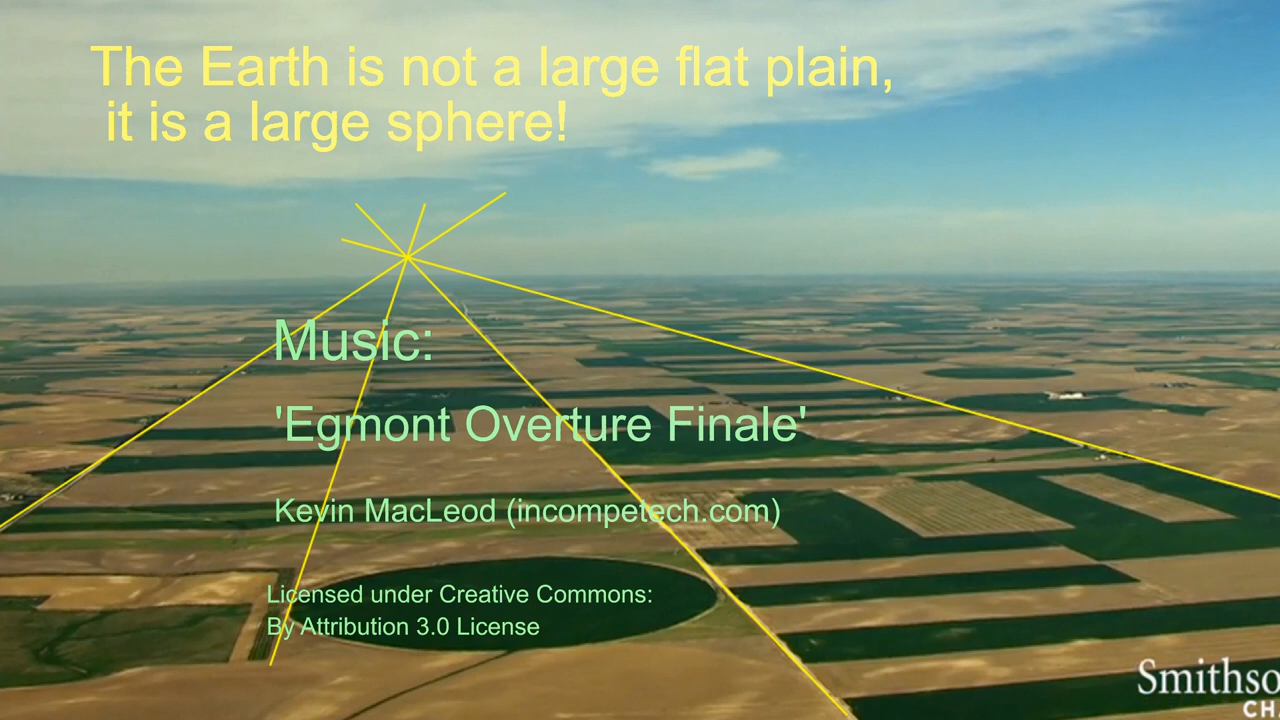 The Earth is not a large flat plain,
it is a large sphere!
Music:
'Egmont Overture Finale'
Kevin MacLeod (incompetech.com)
Licensed under Creative Commons:
By Attribution 3.0 License
Smithso
CH